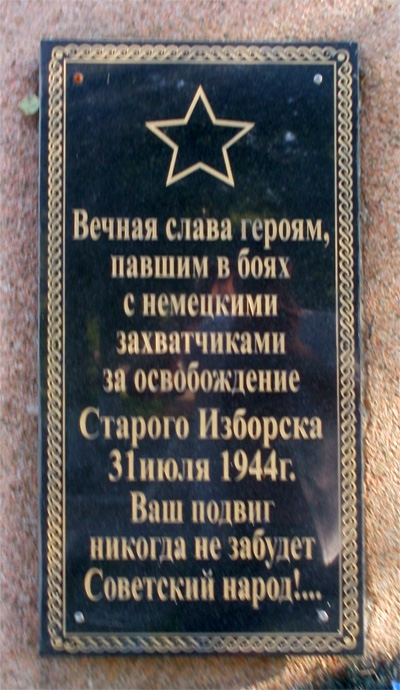 Вечная слава героям,
павшим в боях
с немецкими
захватчиками
за освобождение
Старого Изборска
31июля 1944г.
Ваш подвиг
никогда не забудет
Советский народ!...